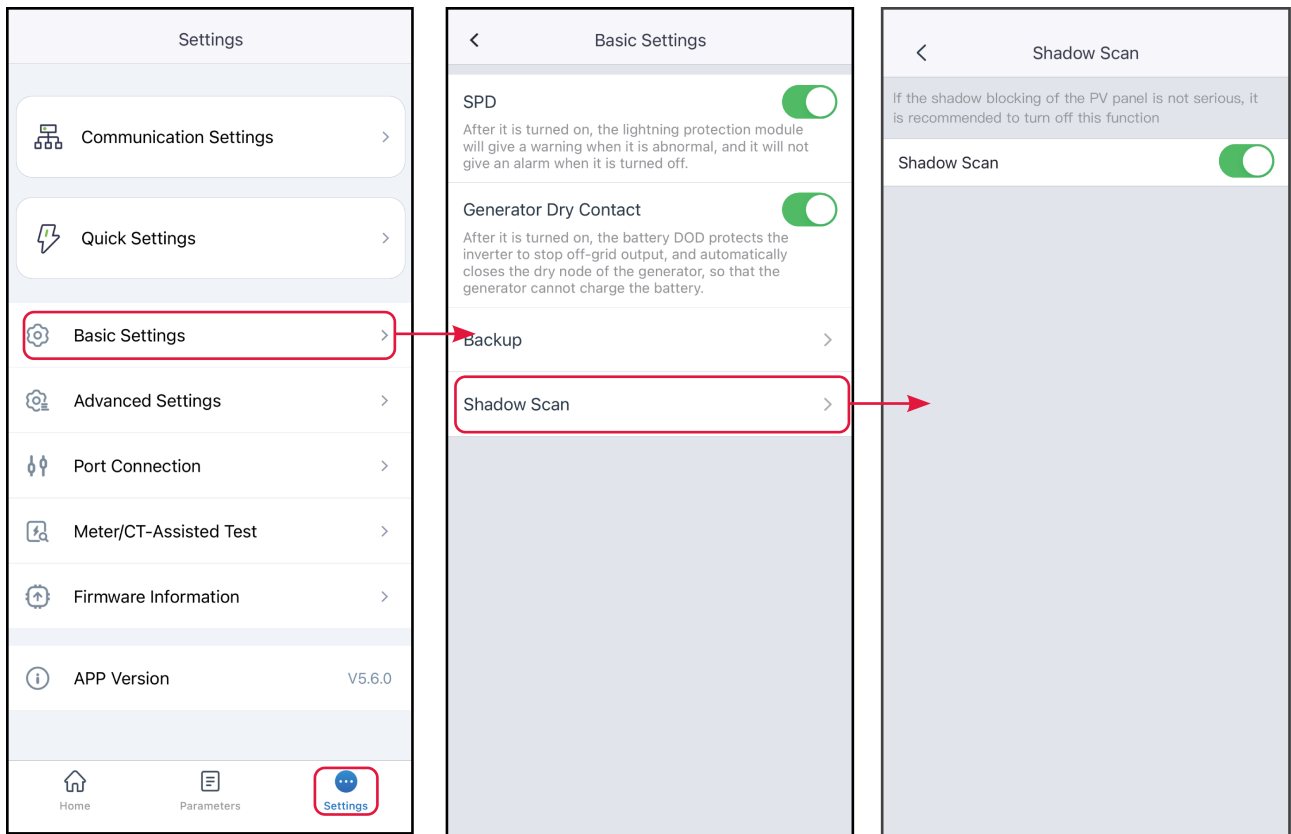 Settings
Communication Settings
Quick Settings
Basic Settings
Advanced Settings
Port Connection
Meter/CT-Assisted Test
Firmware Information
APP Version
V5.6.0
Home
Parameters
Settings
Basic Settings
SPD
After it is turned on, the lightning protection module
will give a warning when it is abnormal, and it will not
give an alarm when it is turned off.
Generator Dry Contact
After it is turned on, the battery DOD protects the
inverter to stop off-grid output, and automatically
closes the dry node of the generator, so that the
generator cannot charge the battery.
Backup
Shadow Scan
Shadow Scan
If the shadow blocking of the PV panel is not serious, it
is recommended to turn off this function
Shadow Scan